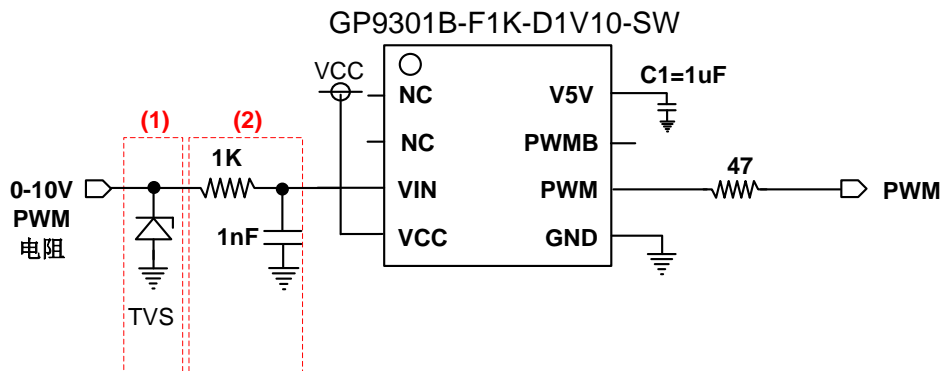 GP9301B-F1K-D1V10-SW
VCC
C1=1uF
NC
V5V
(1)
(2)
NC
PWMB
1K
47
0-10V
VIN
PWM
PWM
PWM
电阻
1nF
VCC
GND
TVS